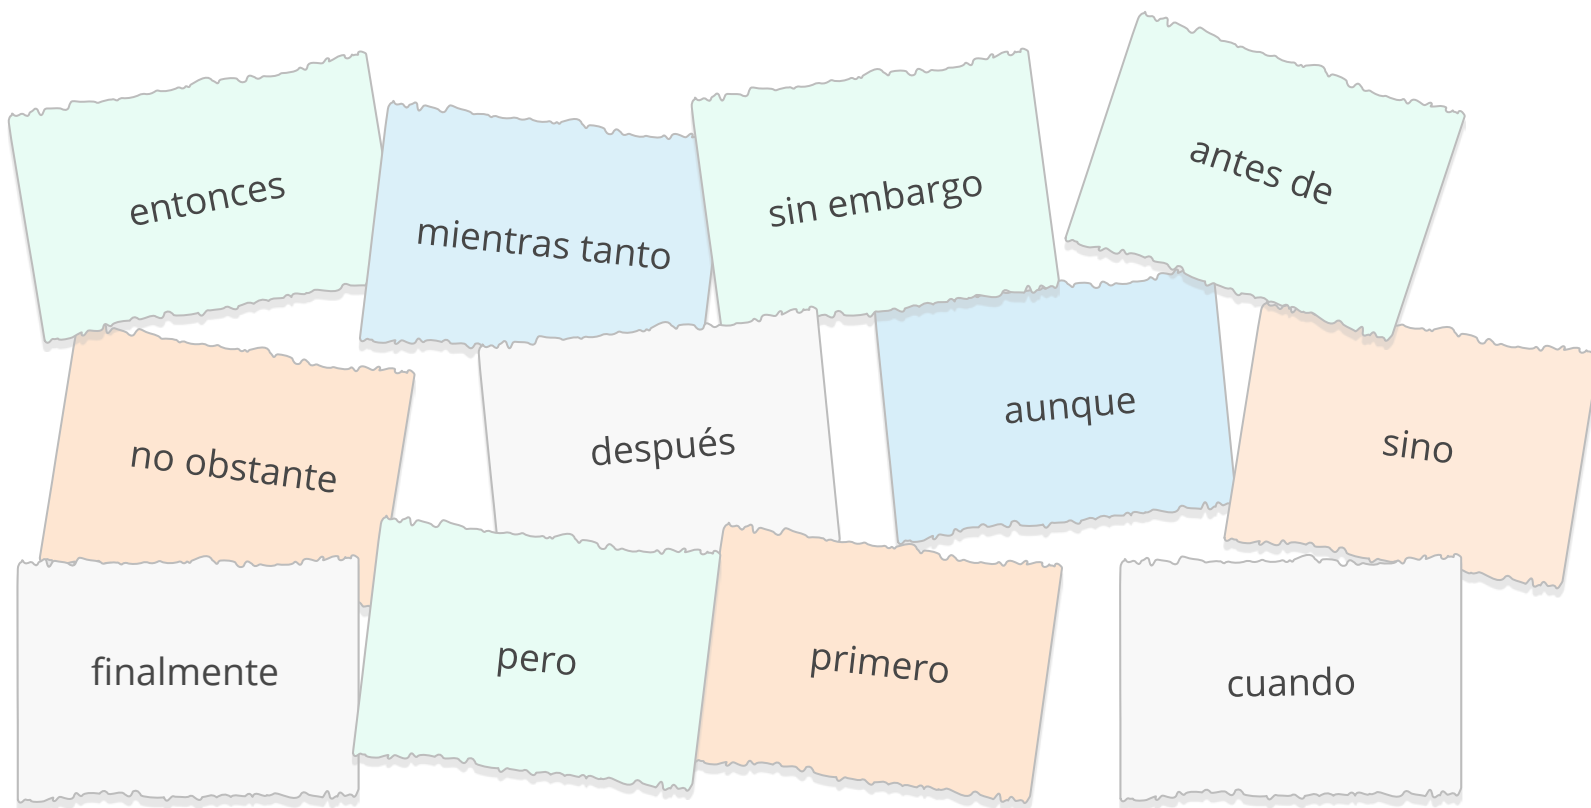 entonces
mientras tanto
sin embargo
antes de
no obstante
después
aunque
sino
finalmente
pero
primero
cuando